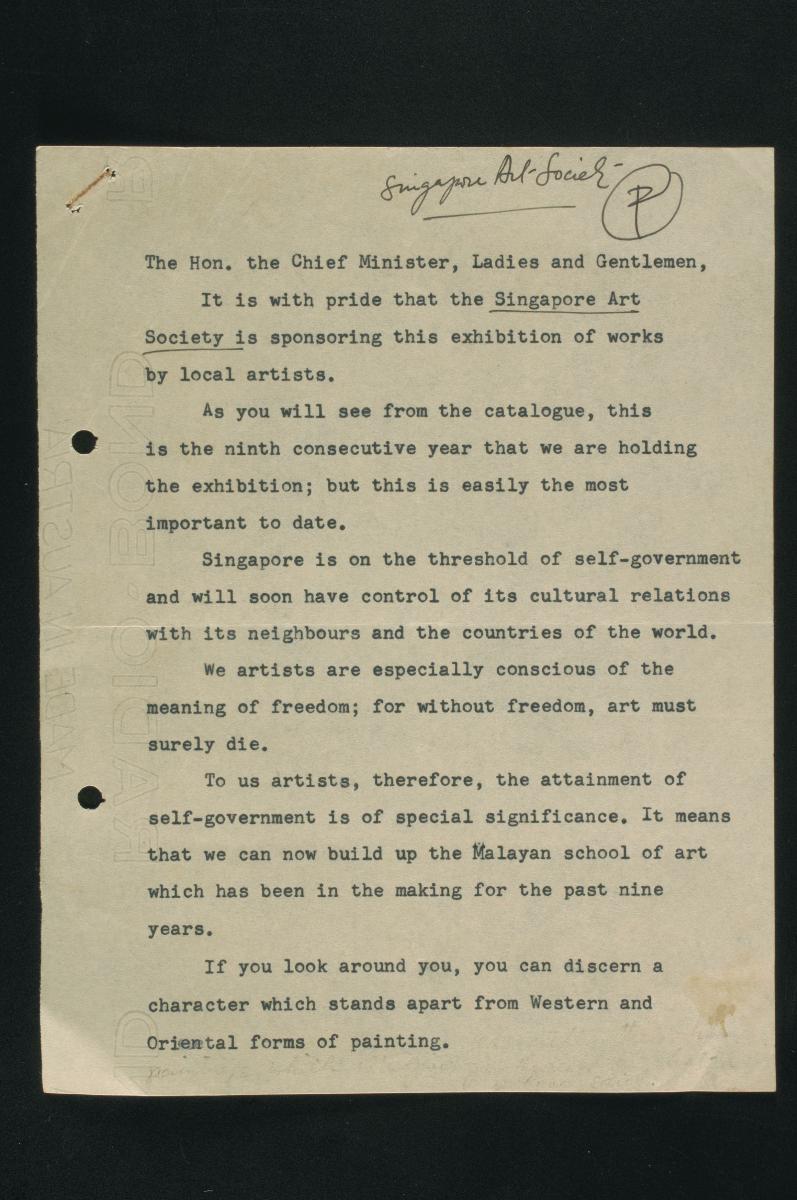 Singapore Art Society
P
The Hon. the Chief Minister, Ladies and Gentlemen,
It is with pride that the Singapore Art
Society is sponsoring this exhibition of works
by local artists.
As you will see from the catalogue, this
is the ninth consecutive year that we are holding
the exhibition; but this is easily the most
important to date.
Singapore is on the threshold of self-government
and will soon have control of its cultural relations
with its neighbours and the countries of the world.
We artists are especially conscious of the
meaning of freedom; for without freedom, art must
surely die.
To us artists, therefore, the attainment of
self-government is of special significance. It means
that we can now build up the Malayan school of art
which has been in the making for the past nine
years.
If you look around you, you can discern a
character which stands apart from Western and
Oriental forms of painting.